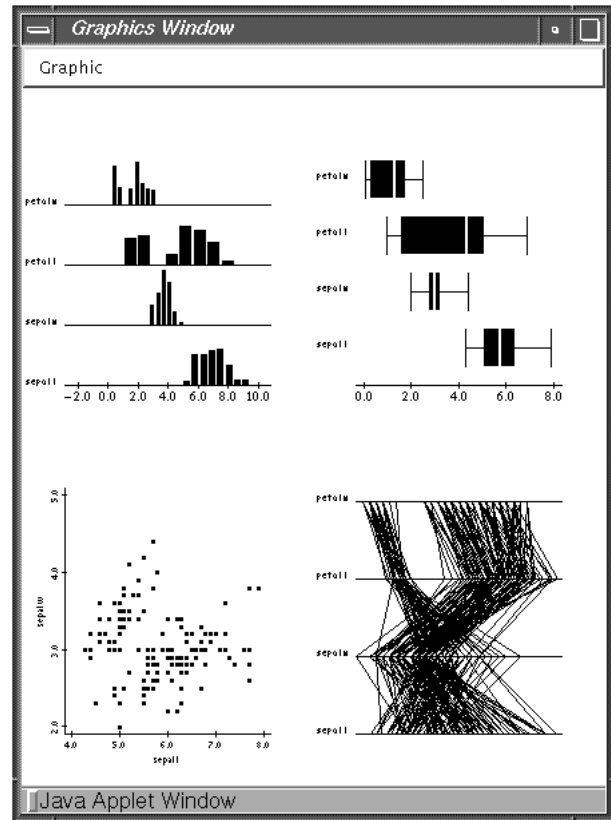 Graphics Window
Graphic
petalw
petall
sepalw
sepall
-2.0 0.0 2.0 4.0 6.0 8.0 10.0
petalw
petall
sepalw
sepall
0.0 2.0 4.0 6.0 8.0
5.0
4.0
3.0
2.0
sepalw
4.0 5.0 6.0 7.0 8.0
sepall
petalw
petall
sepalw
sepall
Java Applet Window